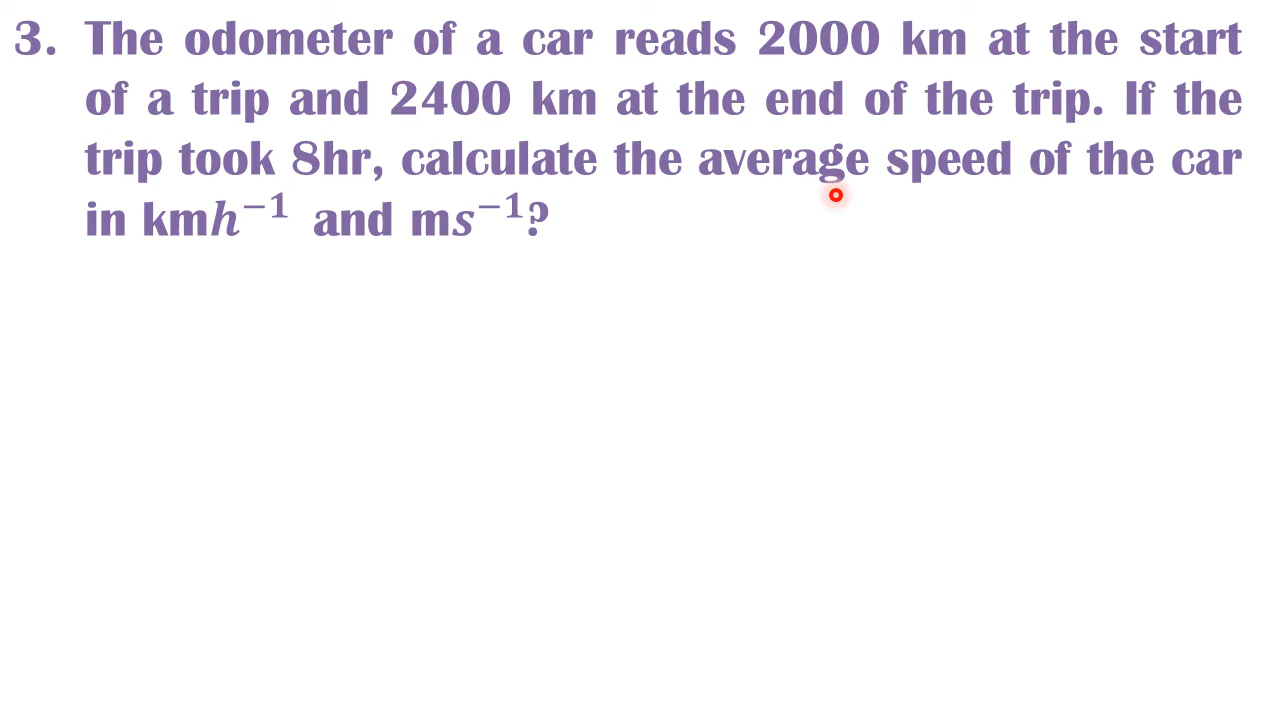 3. The odometer of a car reads 2000 km at the start
of a trip and 2400 km at the end of the trip. If the
trip took 8hr, calculate the average speed of the car
in km$h^{-1}$ and m$s^{-1}$?